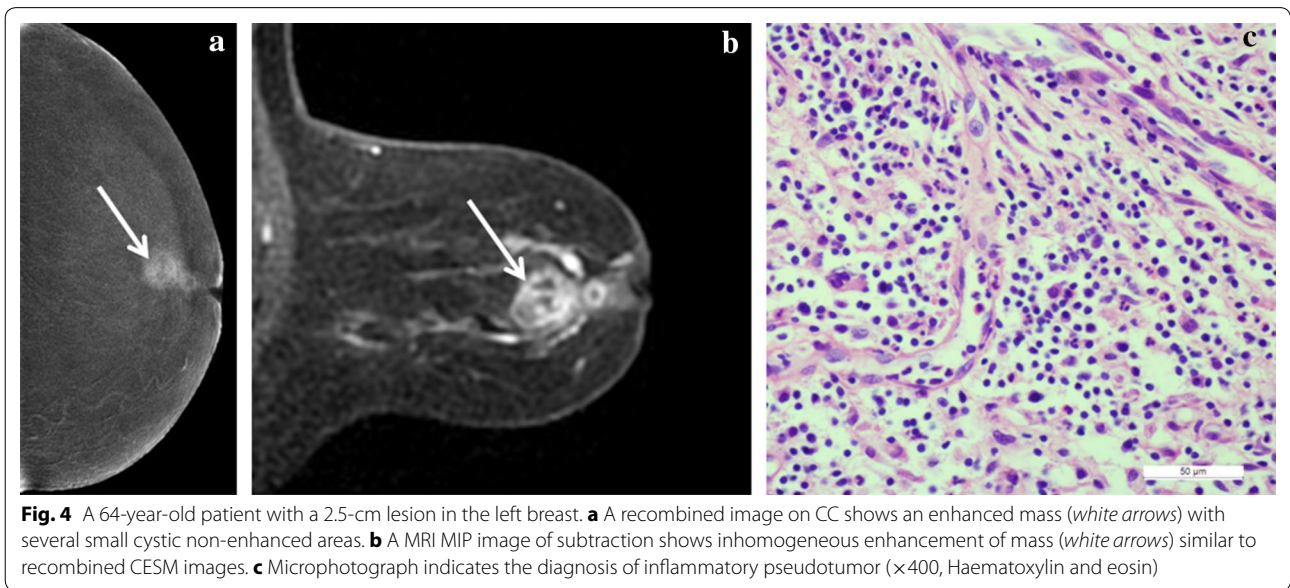 a
b
c
50 µm
Fig. 4 A 64-year-old patient with a 2.5-cm lesion in the left breast. a A recombined image on CC shows an enhanced mass (white arrows) with
several small cystic non-enhanced areas. b A MRI MIP image of subtraction shows inhomogeneous enhancement of mass (white arrows) similar to
recombined CESM images. c Microphotograph indicates the diagnosis of inflammatory pseudotumor (×400, Haematoxylin and eosin)